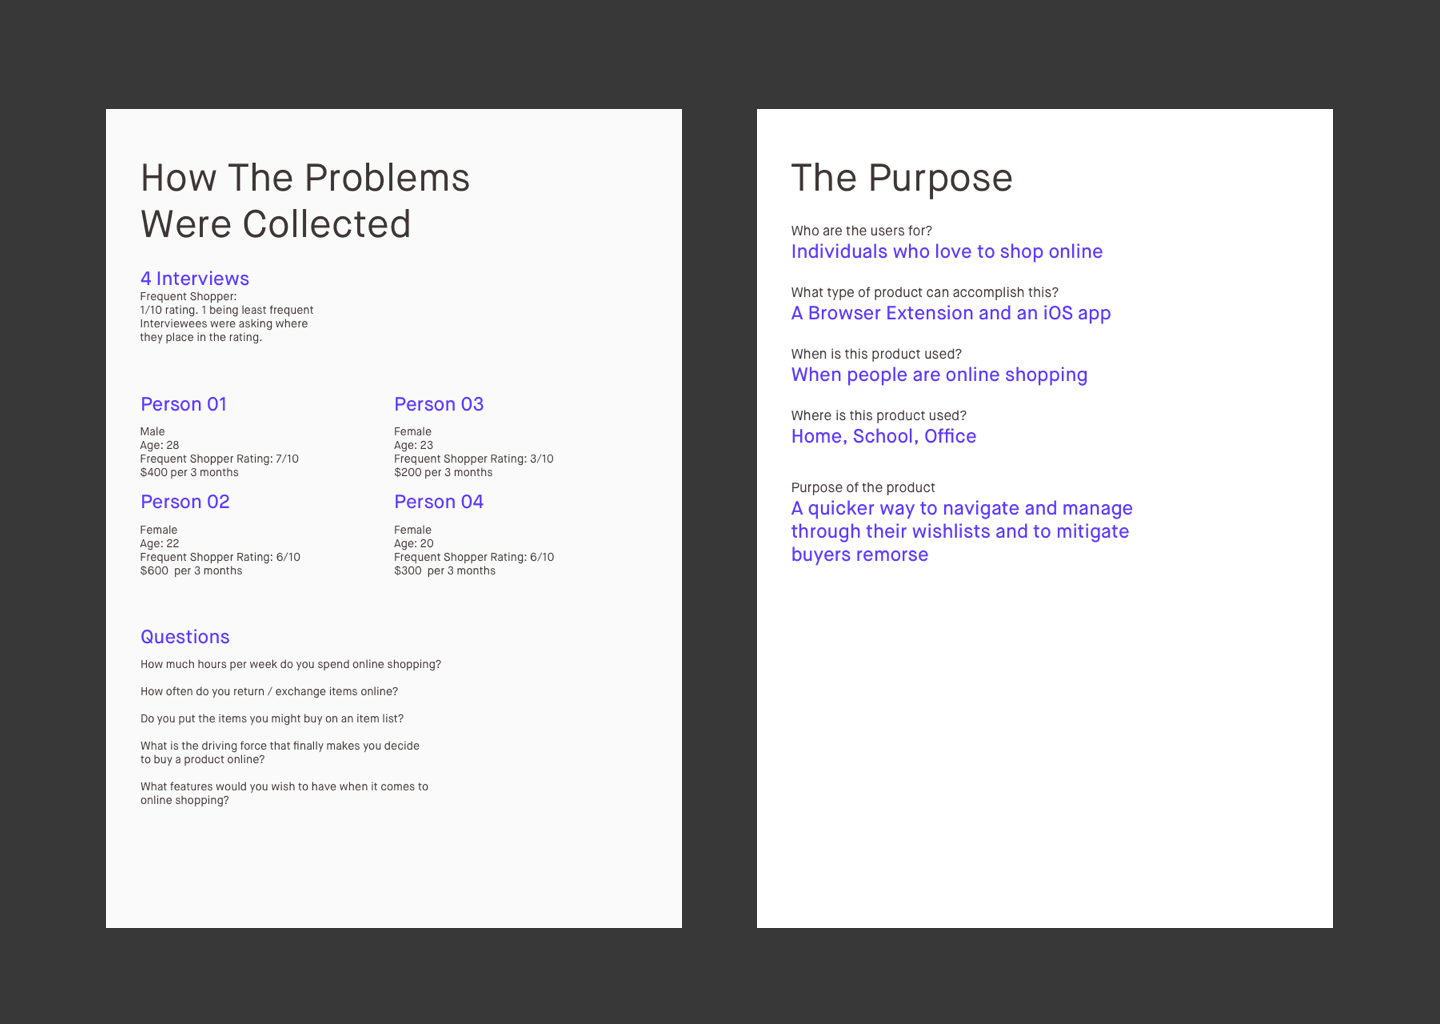 How The Problems
Were Collected
4 Interviews
Frequent Shopper:
1/10 rating. 1 being least frequent
Interviewees were asking where
they place in the rating.
Person 01
Male
Age: 28
Frequent Shopper Rating: 7/10
$400 per 3 months
Person 02
Female
Age: 22
Frequent Shopper Rating: 6/10
$600  per 3 months
Person 03
Female
Age: 23
Frequent Shopper Rating: 3/10
$200 per 3 months
Person 04
Female
Age: 20
Frequent Shopper Rating: 6/10
$300  per 3 months
Questions
How much hours per week do you spend online shopping?
How often do you return / exchange items online?
Do you put the items you might buy on an item list?
What is the driving force that finally makes you decide
to buy a product online?
What features would you wish to have when it comes to
online shopping?
The Purpose
Who are the users for?
Individuals who love to shop online
What type of product can accomplish this?
A Browser Extension and an iOS app
When is this product used?
When people are online shopping
Where is this product used?
Home, School, Office
Purpose of the product
A quicker way to navigate and manage
through their wishlists and to mitigate
buyers remorse